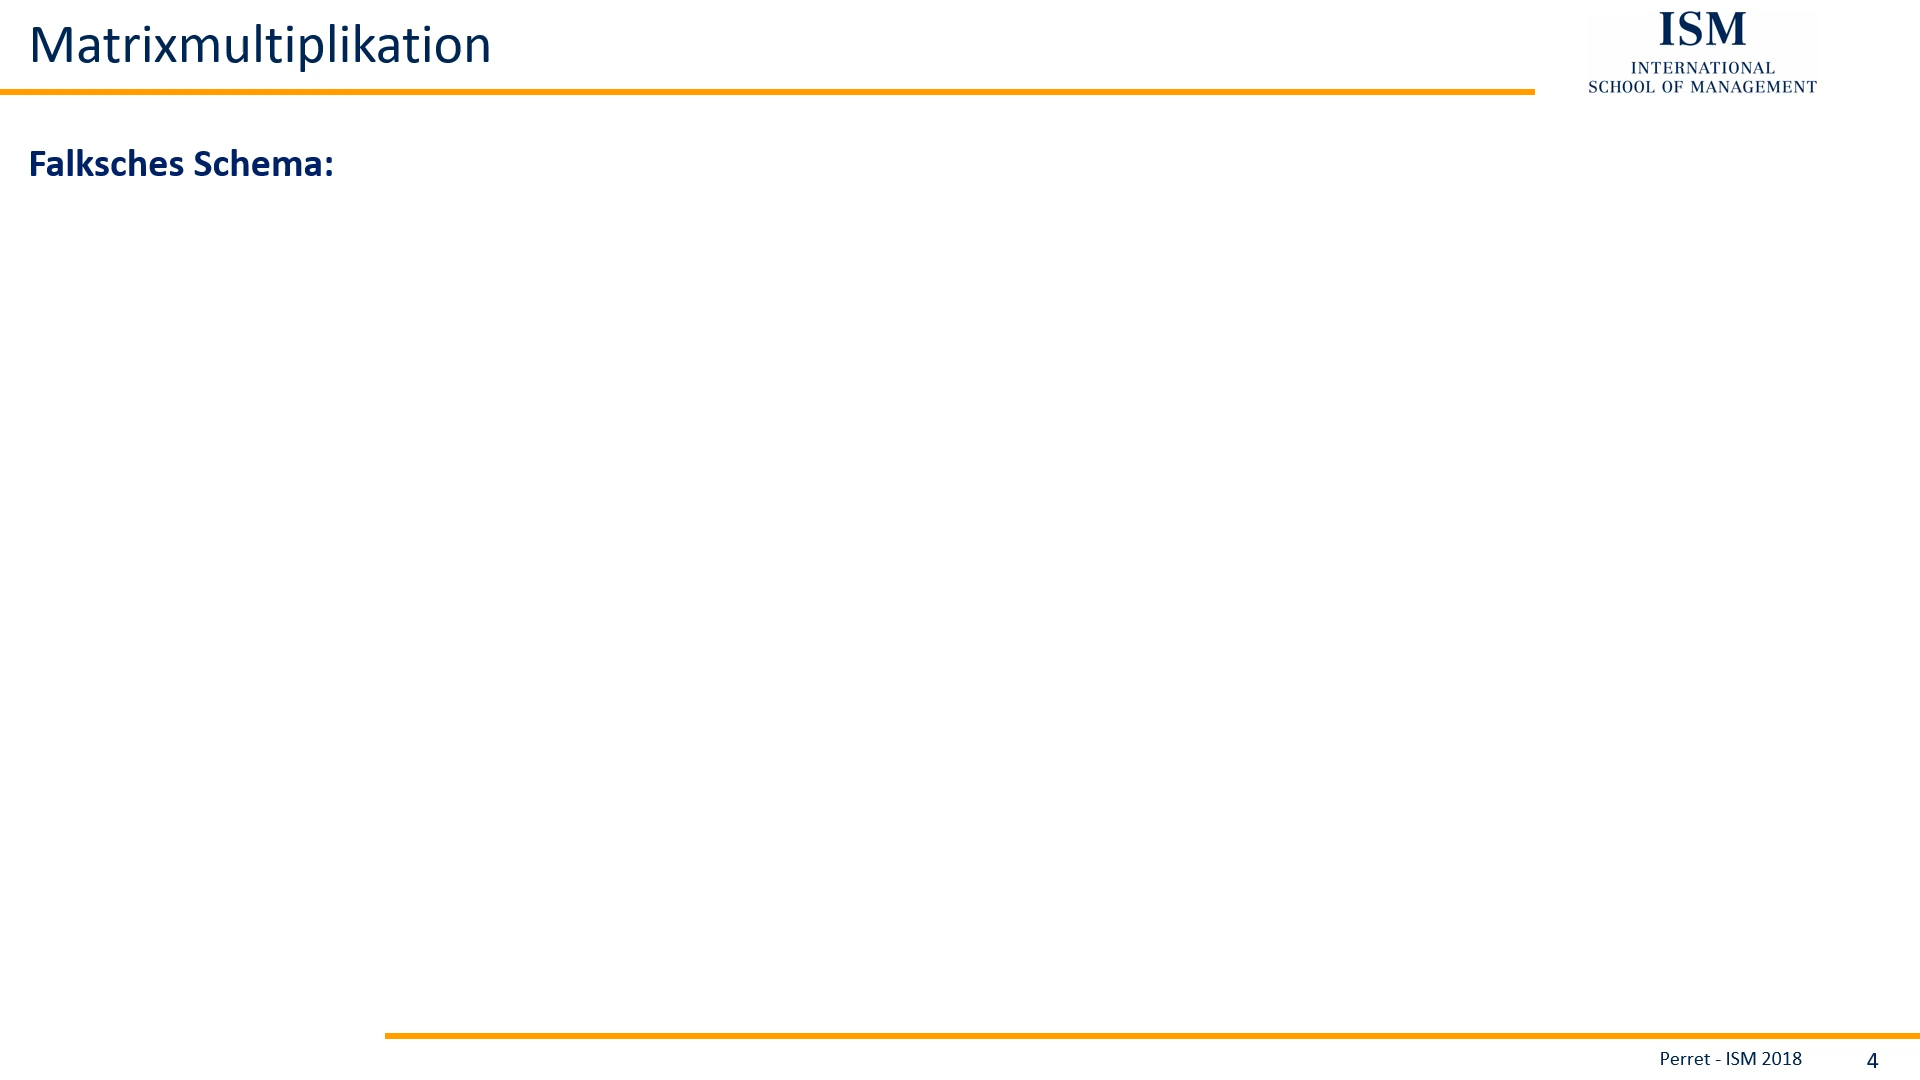 Matrixmultiplikation
ISM
INTERNATIONAL
SCHOOL OF MANAGEMENT
Falksches Schema:
Perret - ISM 2018
4